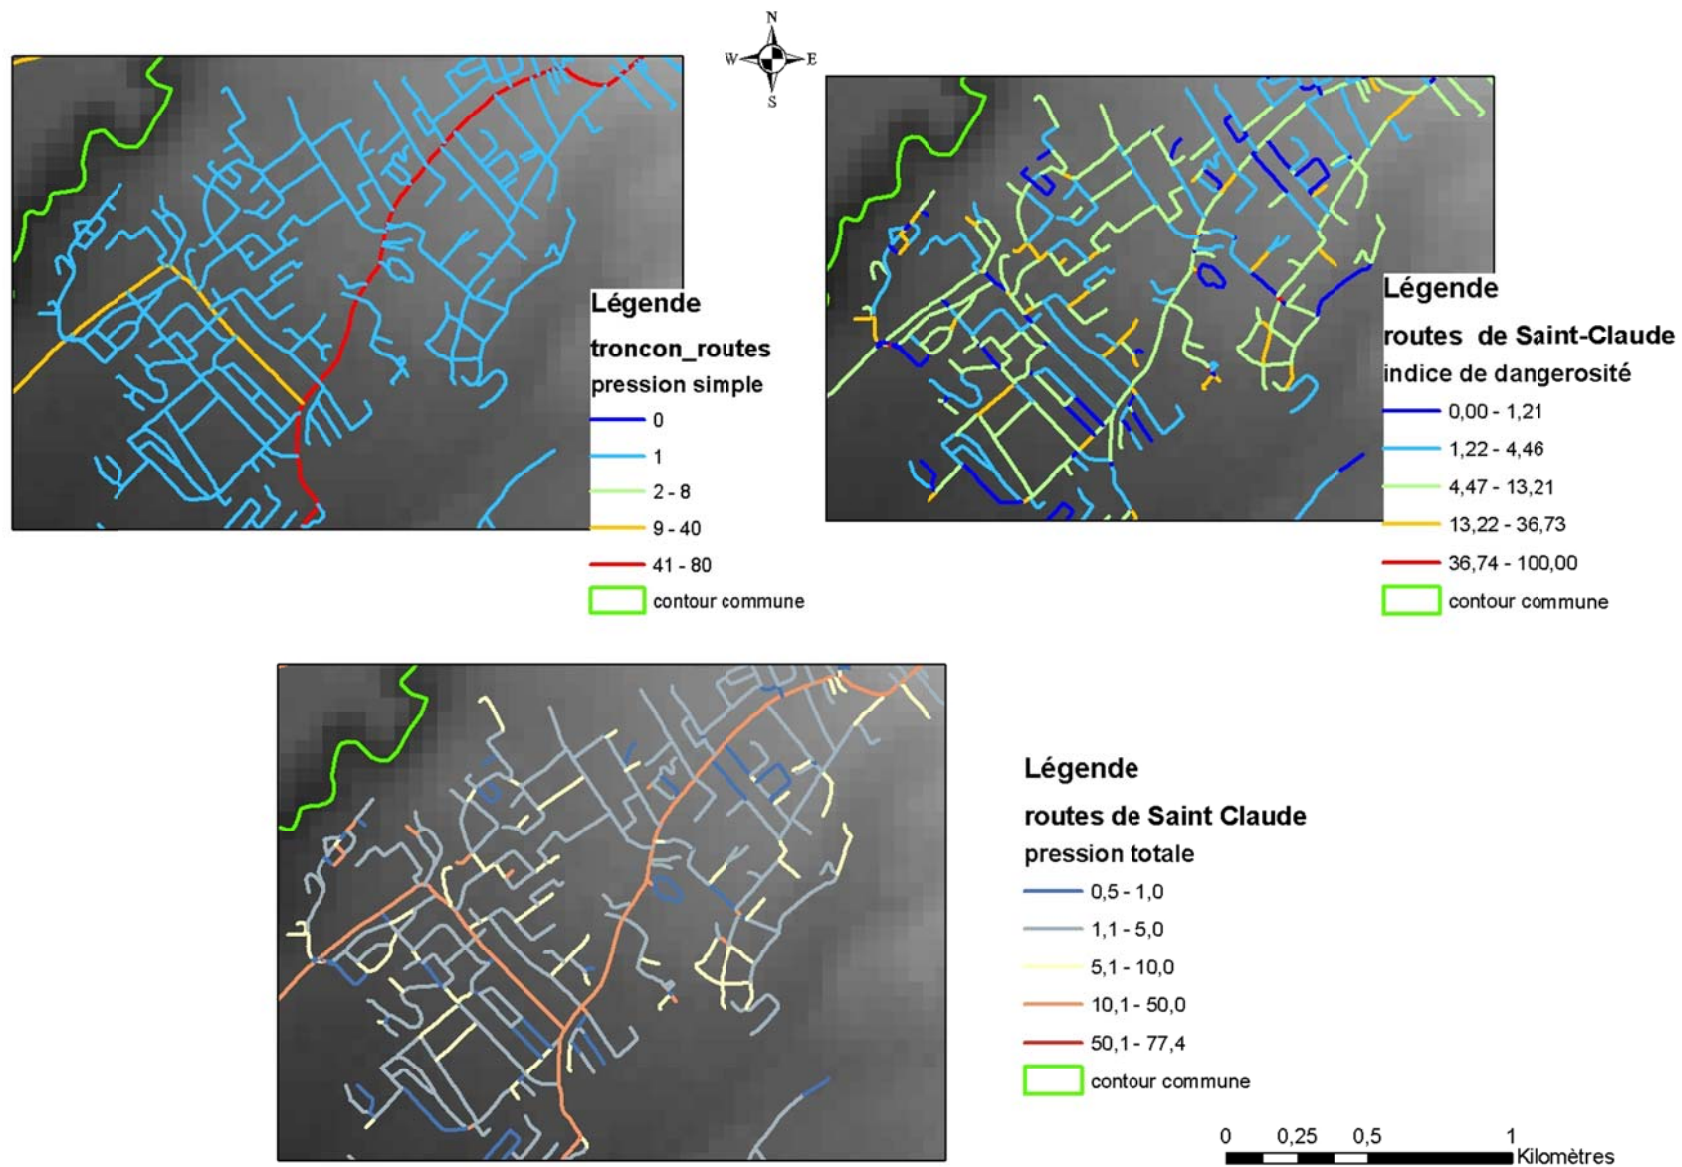 N
W E
S
Légende
troncon_routes
pression simple
0
1
2 - 8
9 - 40
41 - 80
contour commune
Légende
routes de Saint-Claude
indice de dangerosité
0,00 - 1,21
1,22 - 4,46
4,47 - 13,21
13,22 - 36,73
36,74 - 100,00
contour commune
Légende
routes de Saint Claude
pression totale
0,5 - 1,0
1,1 - 5,0
5,1 - 10,0
10,1 - 50,0
50,1 - 77,4
contour commune
0 0,25 0,5 1
Kilomètres